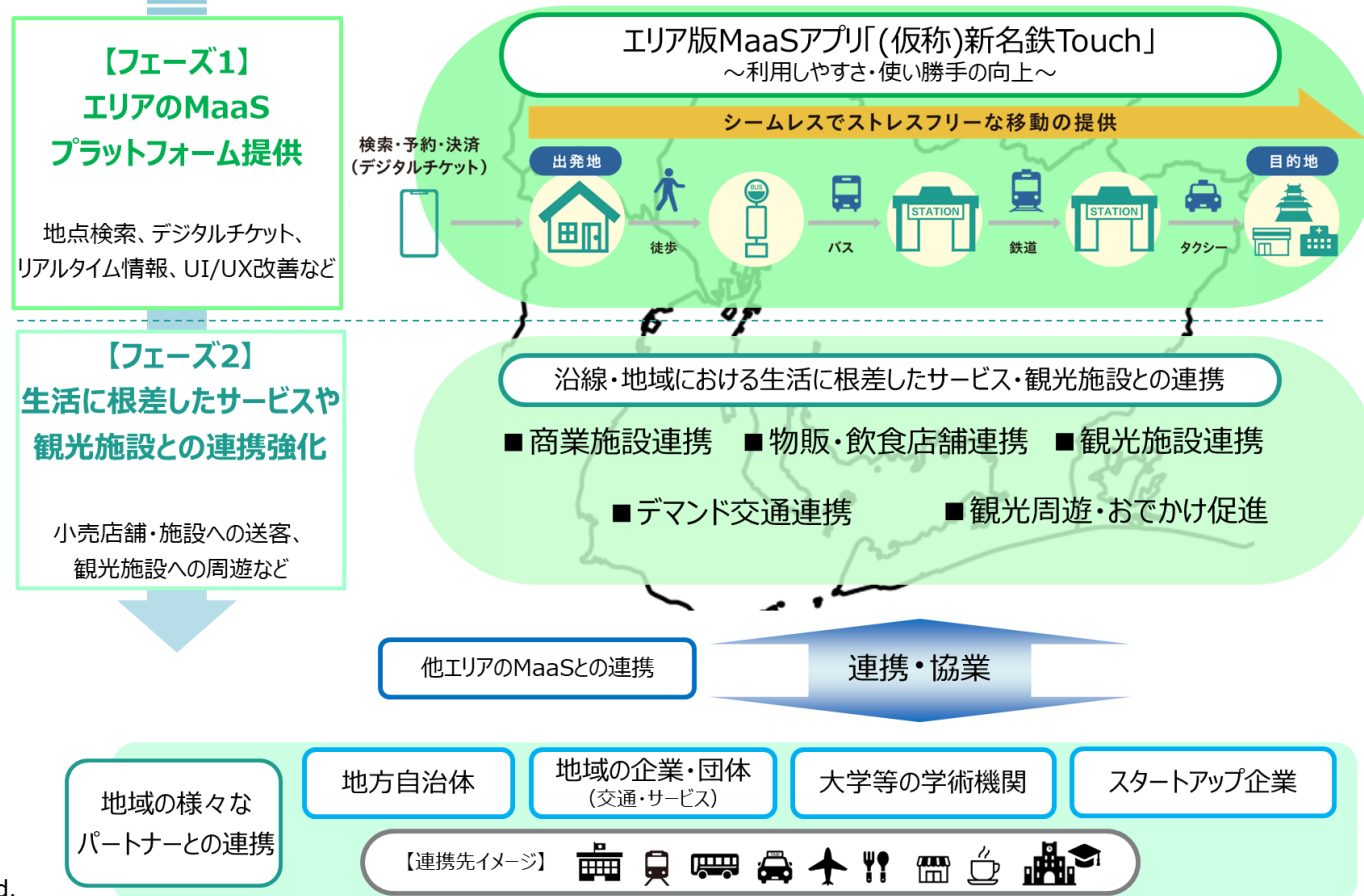 【フェーズ1】
エリアのMaaS
プラットフォーム提供
地点検索、デジタルチケット、
リアルタイム情報、UI/UX改善など
エリア版MaaSアプリ「(仮称)新名鉄Touch」
～利用しやすさ・使い勝手の向上～
シームレスでストレスフリーな移動の提供
検索・予約・決済
(デジタルチケット)
出発地
目的地
BUS
STATION
STATION
徒歩
バス
鉄道
タクシー
【フェーズ2】
生活に根差したサービスや
観光施設との連携強化
小売店舗・施設への送客、
観光施設への周遊など
沿線・地域における生活に根差したサービス・観光施設との連携
■商業施設連携 ■物販・飲食店舗連携 ■観光施設連携
■デマンド交通連携 ■観光周遊・おでかけ促進
他エリアのMaaSとの連携
連携・協業
地域の様々な
パートナーとの連携
地方自治体
地域の企業・団体
(交通・サービス)
大学等の学術機関
スタートアップ企業
【連携先イメージ】
d.